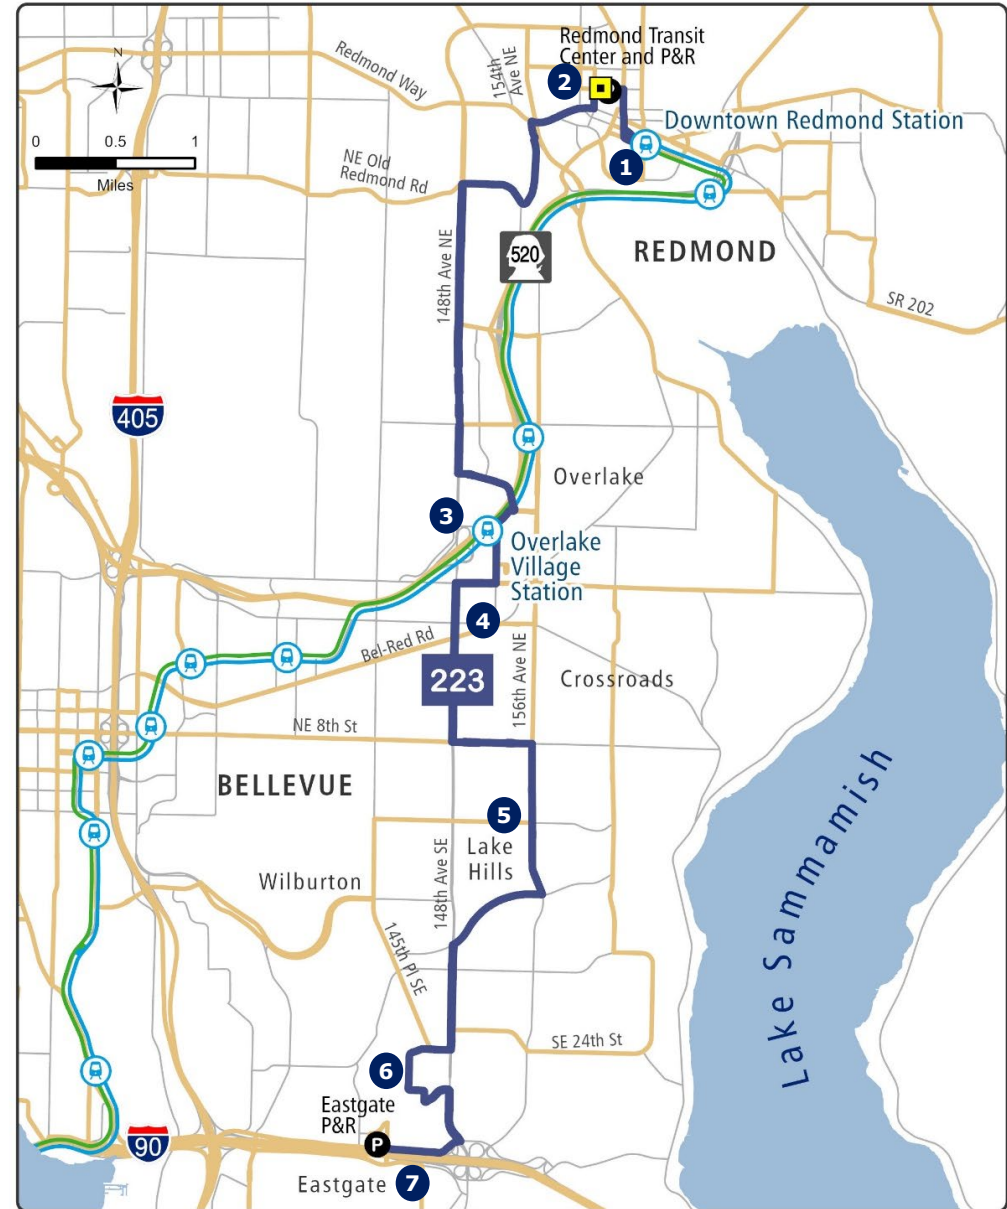 N
0 0.5 1
Miles
Redmond Way
154th
Ave NE
Redmond Transit
Center and P&R
2
Downtown Redmond Station
1
NE Old
Redmond Rd
148th Ave NE
520
REDMOND
SR 202
405
Overlake
3
Overlake
Village
Station
4
Bel-Red Rd
223
156th Ave NE
Crossroads
NE 8th St
BELLEVUE
5
Lake
Hills
148th Ave SE
Wilburton
145th Pl SE
Lake Sammamish
SE 24th St
6
Eastgate
P&R
P
90
Eastgate
7